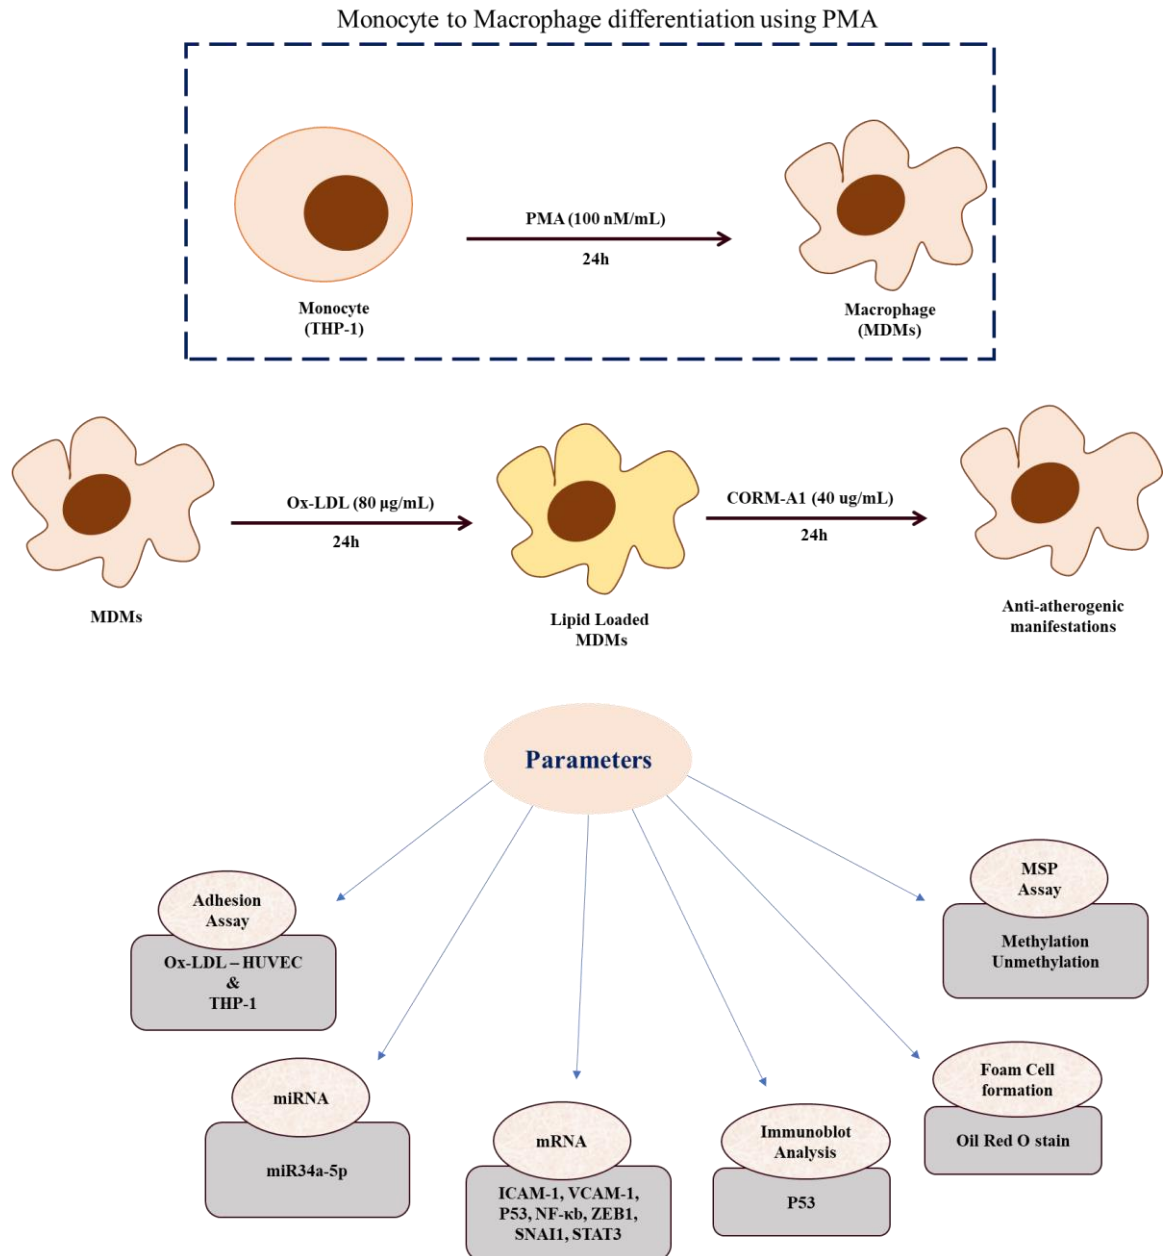 Monocyte to Macrophage differentiation using PMA
PMA (100 nM/mL)
24h
Monocyte
(THP-1)
Macrophage
(MDMs)
Ox-LDL (80 µg/mL)
24h
CORM-A1 (40 ug/mL)
24h
MDMs
Lipid Loaded
MDMs
Anti-atherogenic
manifestations
Parameters
Adhesion
Assay
Ox-LDL – HUVEC
&
THP-1
miRNA
miR34a-5p
mRNA
ICAM-1, VCAM-1,
P53, NF-κb, ZEB1,
SNAI1, STAT3
Immunoblot
Analysis
P53
Foam Cell
formation
Oil Red O stain
MSP
Assay
Methylation
Unmethylation